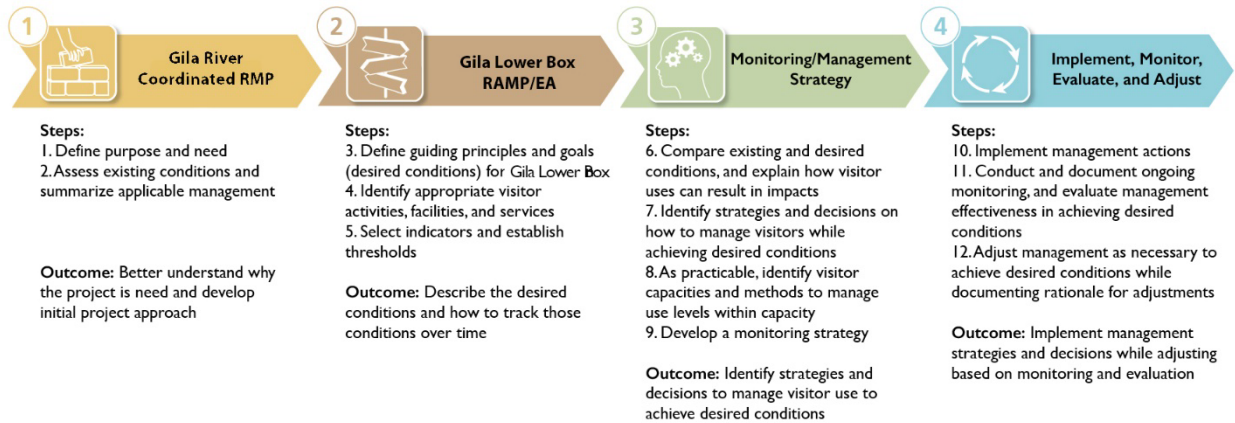 1
Gila River
Coordinated RMP
Steps:
1. Define purpose and need
2. Assess existing conditions and
summarize applicable management
Outcome: Better understand why
the project is need and develop
initial project approach
2
Gila Lower Box
RAMP/EA
Steps:
3. Define guiding principles and goals
(desired conditions) for Gila Lower Box
4. Identify appropriate visitor
activities, facilities, and services
5. Select indicators and establish
thresholds
Outcome: Describe the desired
conditions and how to track those
conditions over time
3
Monitoring/Management
Strategy
Steps:
6. Compare existing and desired
conditions, and explain how visitor
uses can result in impacts
7. Identify strategies and decisions on
how to manage visitors while
achieving desired conditions
8. As practicable, identify visitor
capacities and methods to manage
use levels within capacity
9. Develop a monitoring strategy
Outcome: Identify strategies and
decisions to manage visitor use to
achieve desired conditions
4
Implement, Monitor,
Evaluate, and Adjust
Steps:
10. Implement management actions
11. Conduct and document ongoing
monitoring, and evaluate management
effectiveness in achieving desired
conditions
12. Adjust management as necessary to
achieve desired conditions while
documenting rationale for adjustments
Outcome: Implement management
strategies and decisions while adjusting
based on monitoring and evaluation